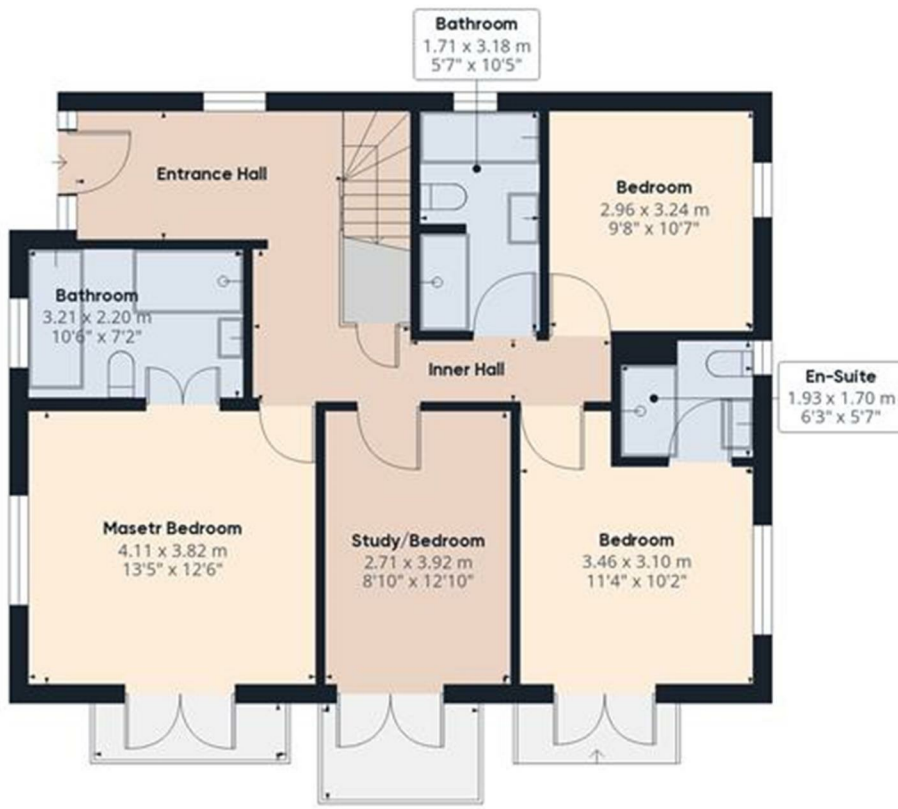 Bathroom
1.71 x 3.18 m
5'7" x 10'5"
Entrance Hall
Bedroom
2.96 x 3.24 m
9'8" x 10'7"
Bathroom
3.21 x 2.20 m
10'6" x 7'2"
Inner Hall
En-Suite
1.93 x 1.70 m
6'3" x 5'7"
Masetr Bedroom
4.11 x 3.82 m
13'5" x 12'6"
Study/Bedroom
2.71 x 3.92 m
8'10" x 12'10"
Bedroom
3.46 x 3.10 m
11'4" x 10'2"